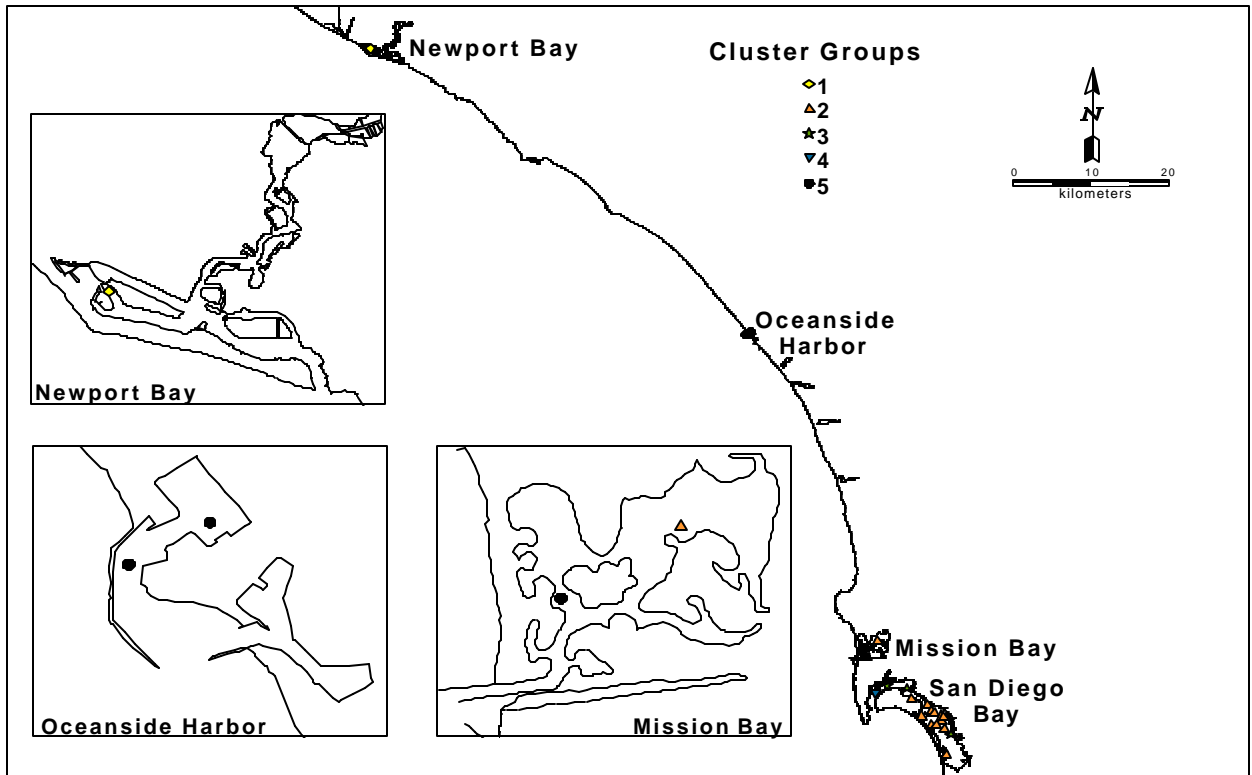 Newport Bay
Cluster Groups
1
2
3
4
5
N
0 10 20
kilometers
Newport Bay
Oceanside
Harbor
Oceanside Harbor
Mission Bay
Mission Bay
San Diego
Bay